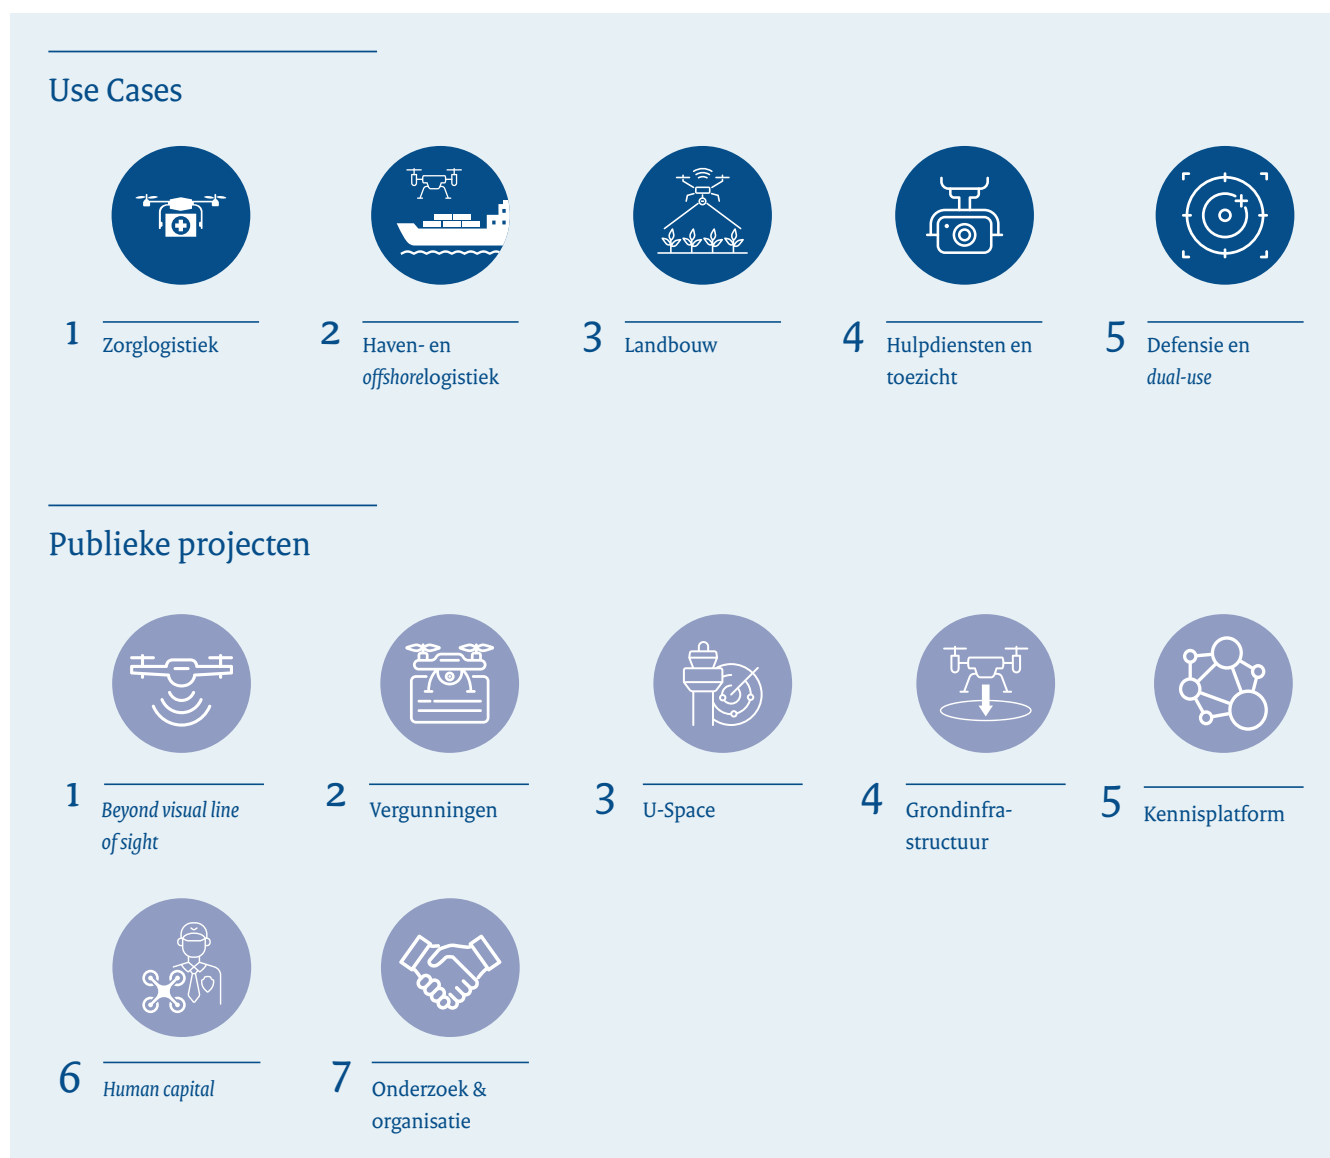 Use Cases
1 Zorglogistiek
2 Haven- en
offshorelogistiek
3 Landbouw
4 Hulpdiensten en
toezicht
5 Defensie en
dual-use
Publieke projecten
1 Beyond visual line
of sight
2 Vergunningen
3 U-Space
4 Grondinfra-
structuur
5 Kennisplatform
6 Human capital
7 Onderzoek &
organisatie